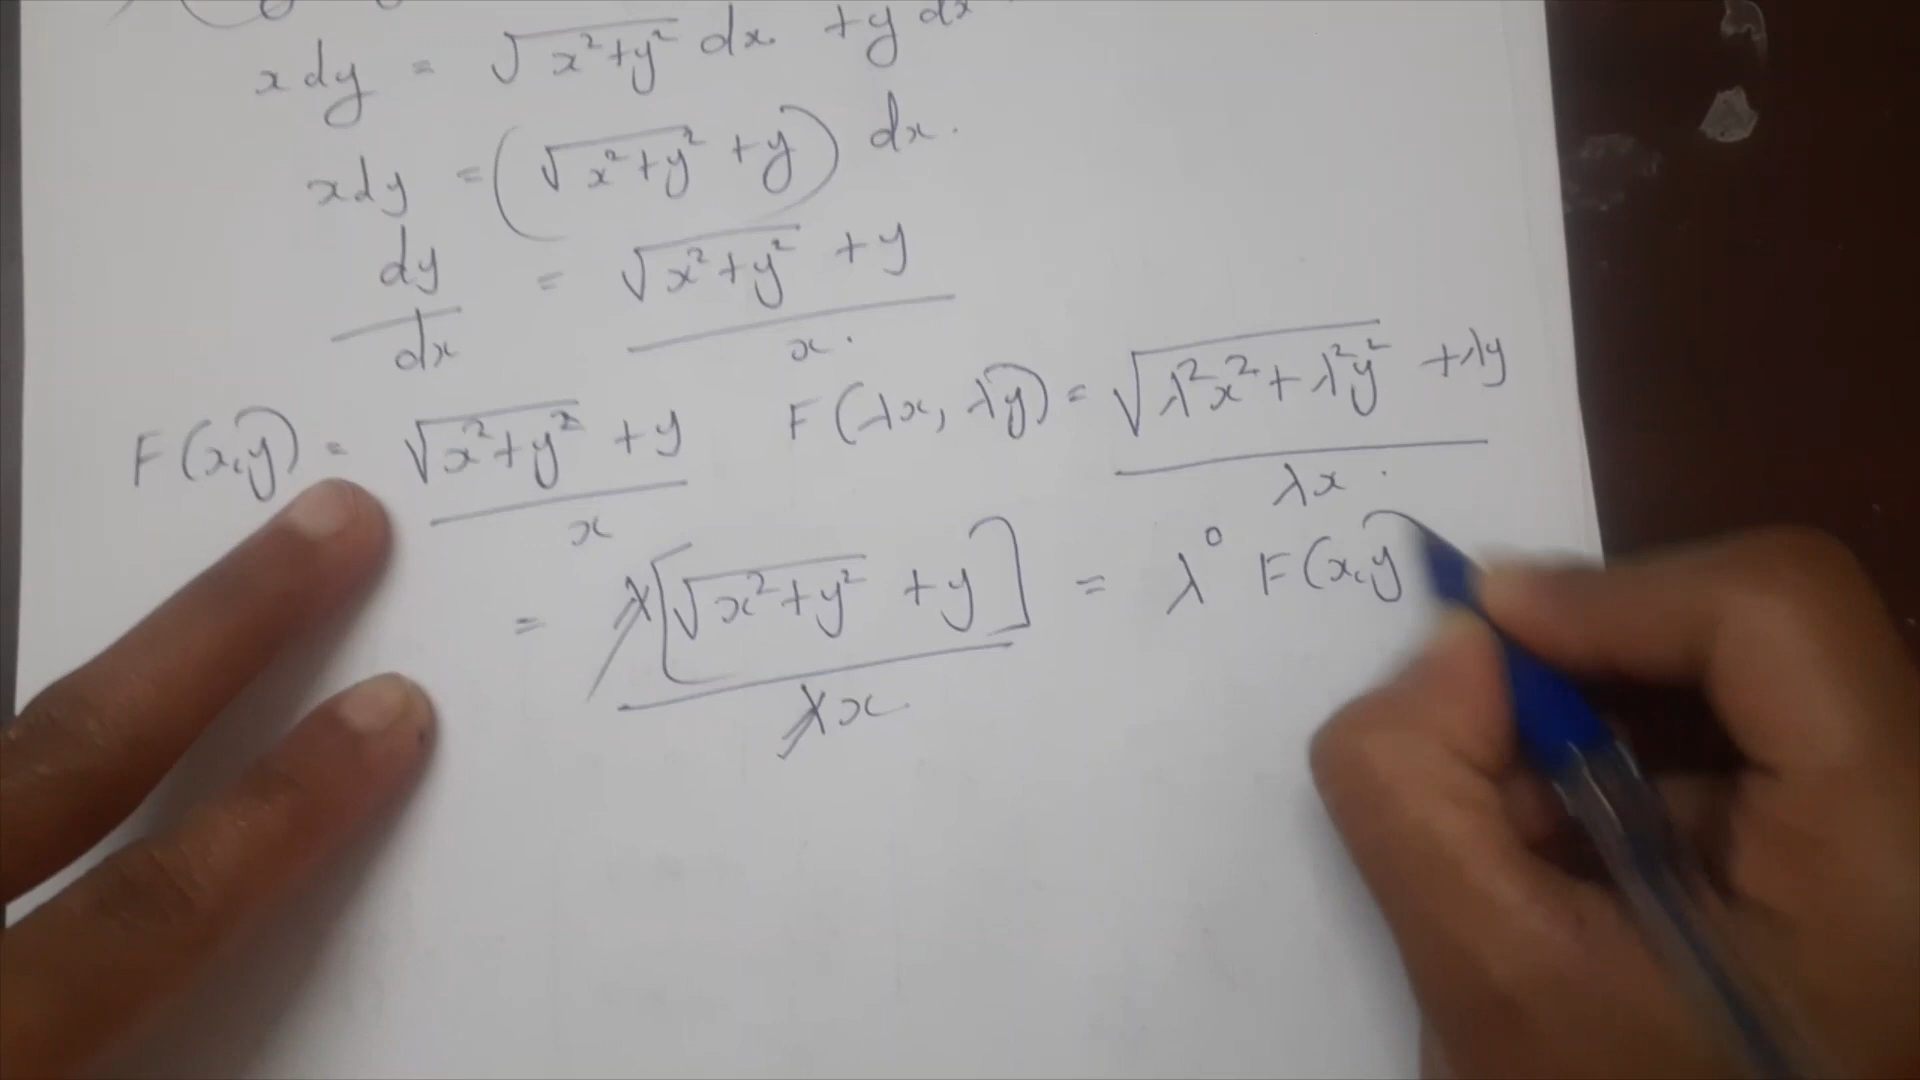 x dy = √(x²+y²) dx + y dx
x dy = (√(x²+y²) + y) dx.
dy/dx = (√(x²+y²) + y)/x.
F(x,y) = (√(x²+y²) + y)/x F(λx, λy) = (√(λ²x²+λ²y²) + λy)/λx.
= λ[√(x²+y²) + y]/λx. = λ⁰ F(x,y